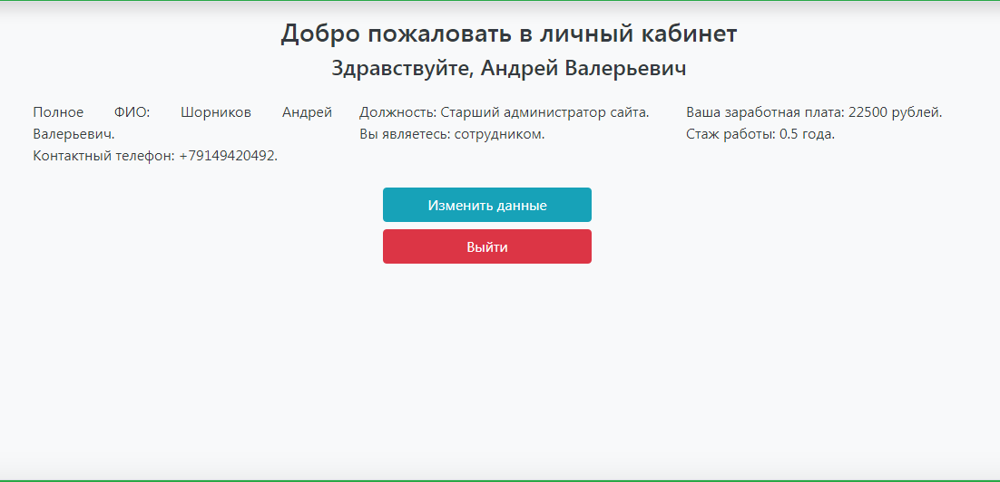 Добро пожаловать в личный кабинет
Здравствуйте, Андрей Валерьевич
Полное ФИО: Шорников Андрей
Валерьевич.
Контактный телефон: +79149420492.
Должность: Старший администратор сайта.
Вы являетесь: сотрудником.
Ваша заработная плата: 22500 рублей.
Стаж работы: 0.5 года.
Изменить данные
Выйти